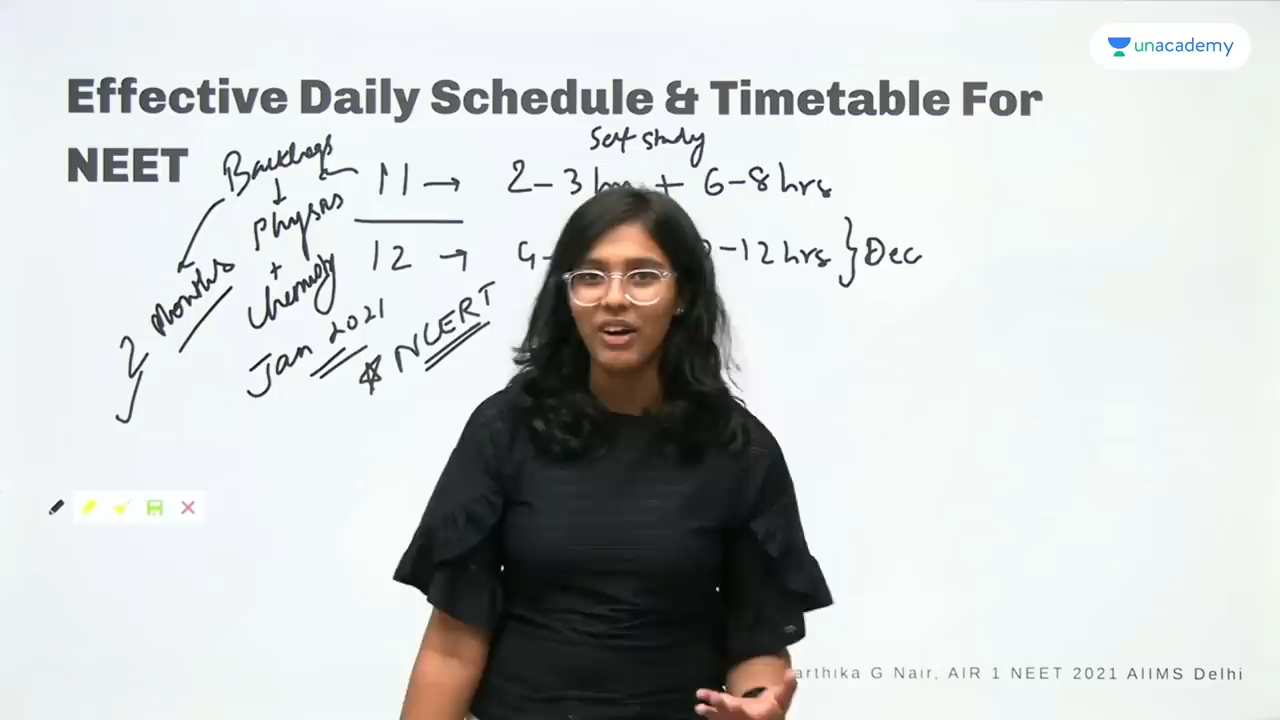 unacademy
Effective Daily Schedule & Timetable For
NEET
Self study
Backlogs
11 → 2-3 + 6-8 hrs
Physics
+
Chemistry
12 → -12 hrs } Dec
2 months
Jan 2021
NCERT
arthika G Nair, AIR 1 NEET 2021 AIIMS Delhi